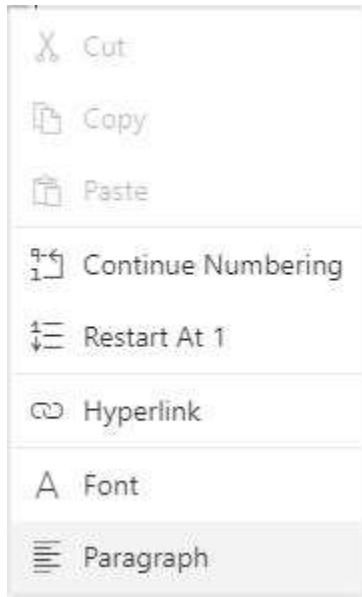 Cut
Copy
Paste
Continue Numbering
Restart At 1
Hyperlink
Font
Paragraph